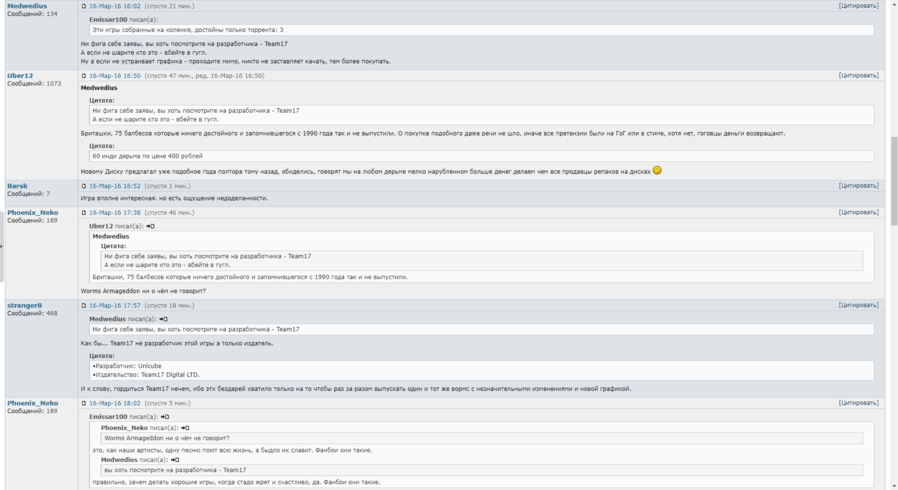 Medwedius
Сообщений: 134
16-Мар-16 16:02 (спустя 21 мин.)
[Цитировать]
Emissar100 писал(а):
Эти игры собранные на коленке, достойны только торрента: 3
Ни фига себе заявы, вы хоть посмотрите на разработчика - Team17
А если не шарите кто это - вбейте в гугл.
Ну а если не устраивает графика - проходите мимо, никто не заставляет качать, тем более покупать.
Uber12
Сообщений: 1073
16-Мар-16 16:50 (спустя 47 мин., ред. 16-Мар-16 16:50)
[Цитировать]
Medwedius
Цитата:
Ни фига себе заявы, вы хоть посмотрите на разработчика - Team17
А если не шарите кто это - вбейте в гугл.
Бриташки, 75 балбесов которые ничего достойного и запомнившегося с 1990 года так и не выпустили. О покупке подобного даже речи не шло, иначе все претензии были на ГоГ или в стиме, хотя нет, гоговцы деньги возвращают.
Цитата:
60 инди дерьма по цене 400 рублей
Новому Диску предлагал уже подобное года полтора тому назад, обиделись, говорят мы на любом дерьме мелко нарубленном больше денег делаем чем все продавцы репаков на дисках
Barsk
Сообщений: 7
16-Мар-16 16:52 (спустя 1 мин.)
[Цитировать]
Игра вполне интересная. но есть ощущение недоделанности.
Phoenix_Neko
Сообщений: 189
16-Мар-16 17:38 (спустя 46 мин.)
[Цитировать]
Uber12 писал(а):
Medwedius
Цитата:
Ни фига себе заявы, вы хоть посмотрите на разработчика - Team17
А если не шарите кто это - вбейте в гугл.
Бриташки, 75 балбесов которые ничего достойного и запомнившегося с 1990 года так и не выпустили.
Worms Armageddon ни о чём не говорит?
stranger8
Сообщений: 468
16-Мар-16 17:57 (спустя 18 мин.)
[Цитировать]
Medwedius писал(а):
Ни фига себе заявы, вы хоть посмотрите на разработчика - Team17
Как бы... Team17 не разработчик этой игры а только издатель.
Цитата:
•Разработчик: Unicube
•Издательство: Team17 Digital LTD.
И к слову, гордиться Team17 нечем, ибо этх бездарей хватило только на то чтобы раз за разом выпускать один и тот же вормс с незначительными изменениями и новой графикой.
Phoenix_Neko
Сообщений: 189
16-Мар-16 18:02 (спустя 5 мин.)
[Цитировать]
Emissar100 писал(а):
Phoenix_Neko писал(а):
Worms Armageddon ни о чём не говорит?
это, как наши артисты, одну песню поют всю жизнь, а быдло их славит. Фанбои они такие.
Medwedius писал(а):
вы хоть посмотрите на разработчика - Team17
правильно, зачем делать хорошие игры, когда стадо жрет и счастливо, да. Фанбои они такие.